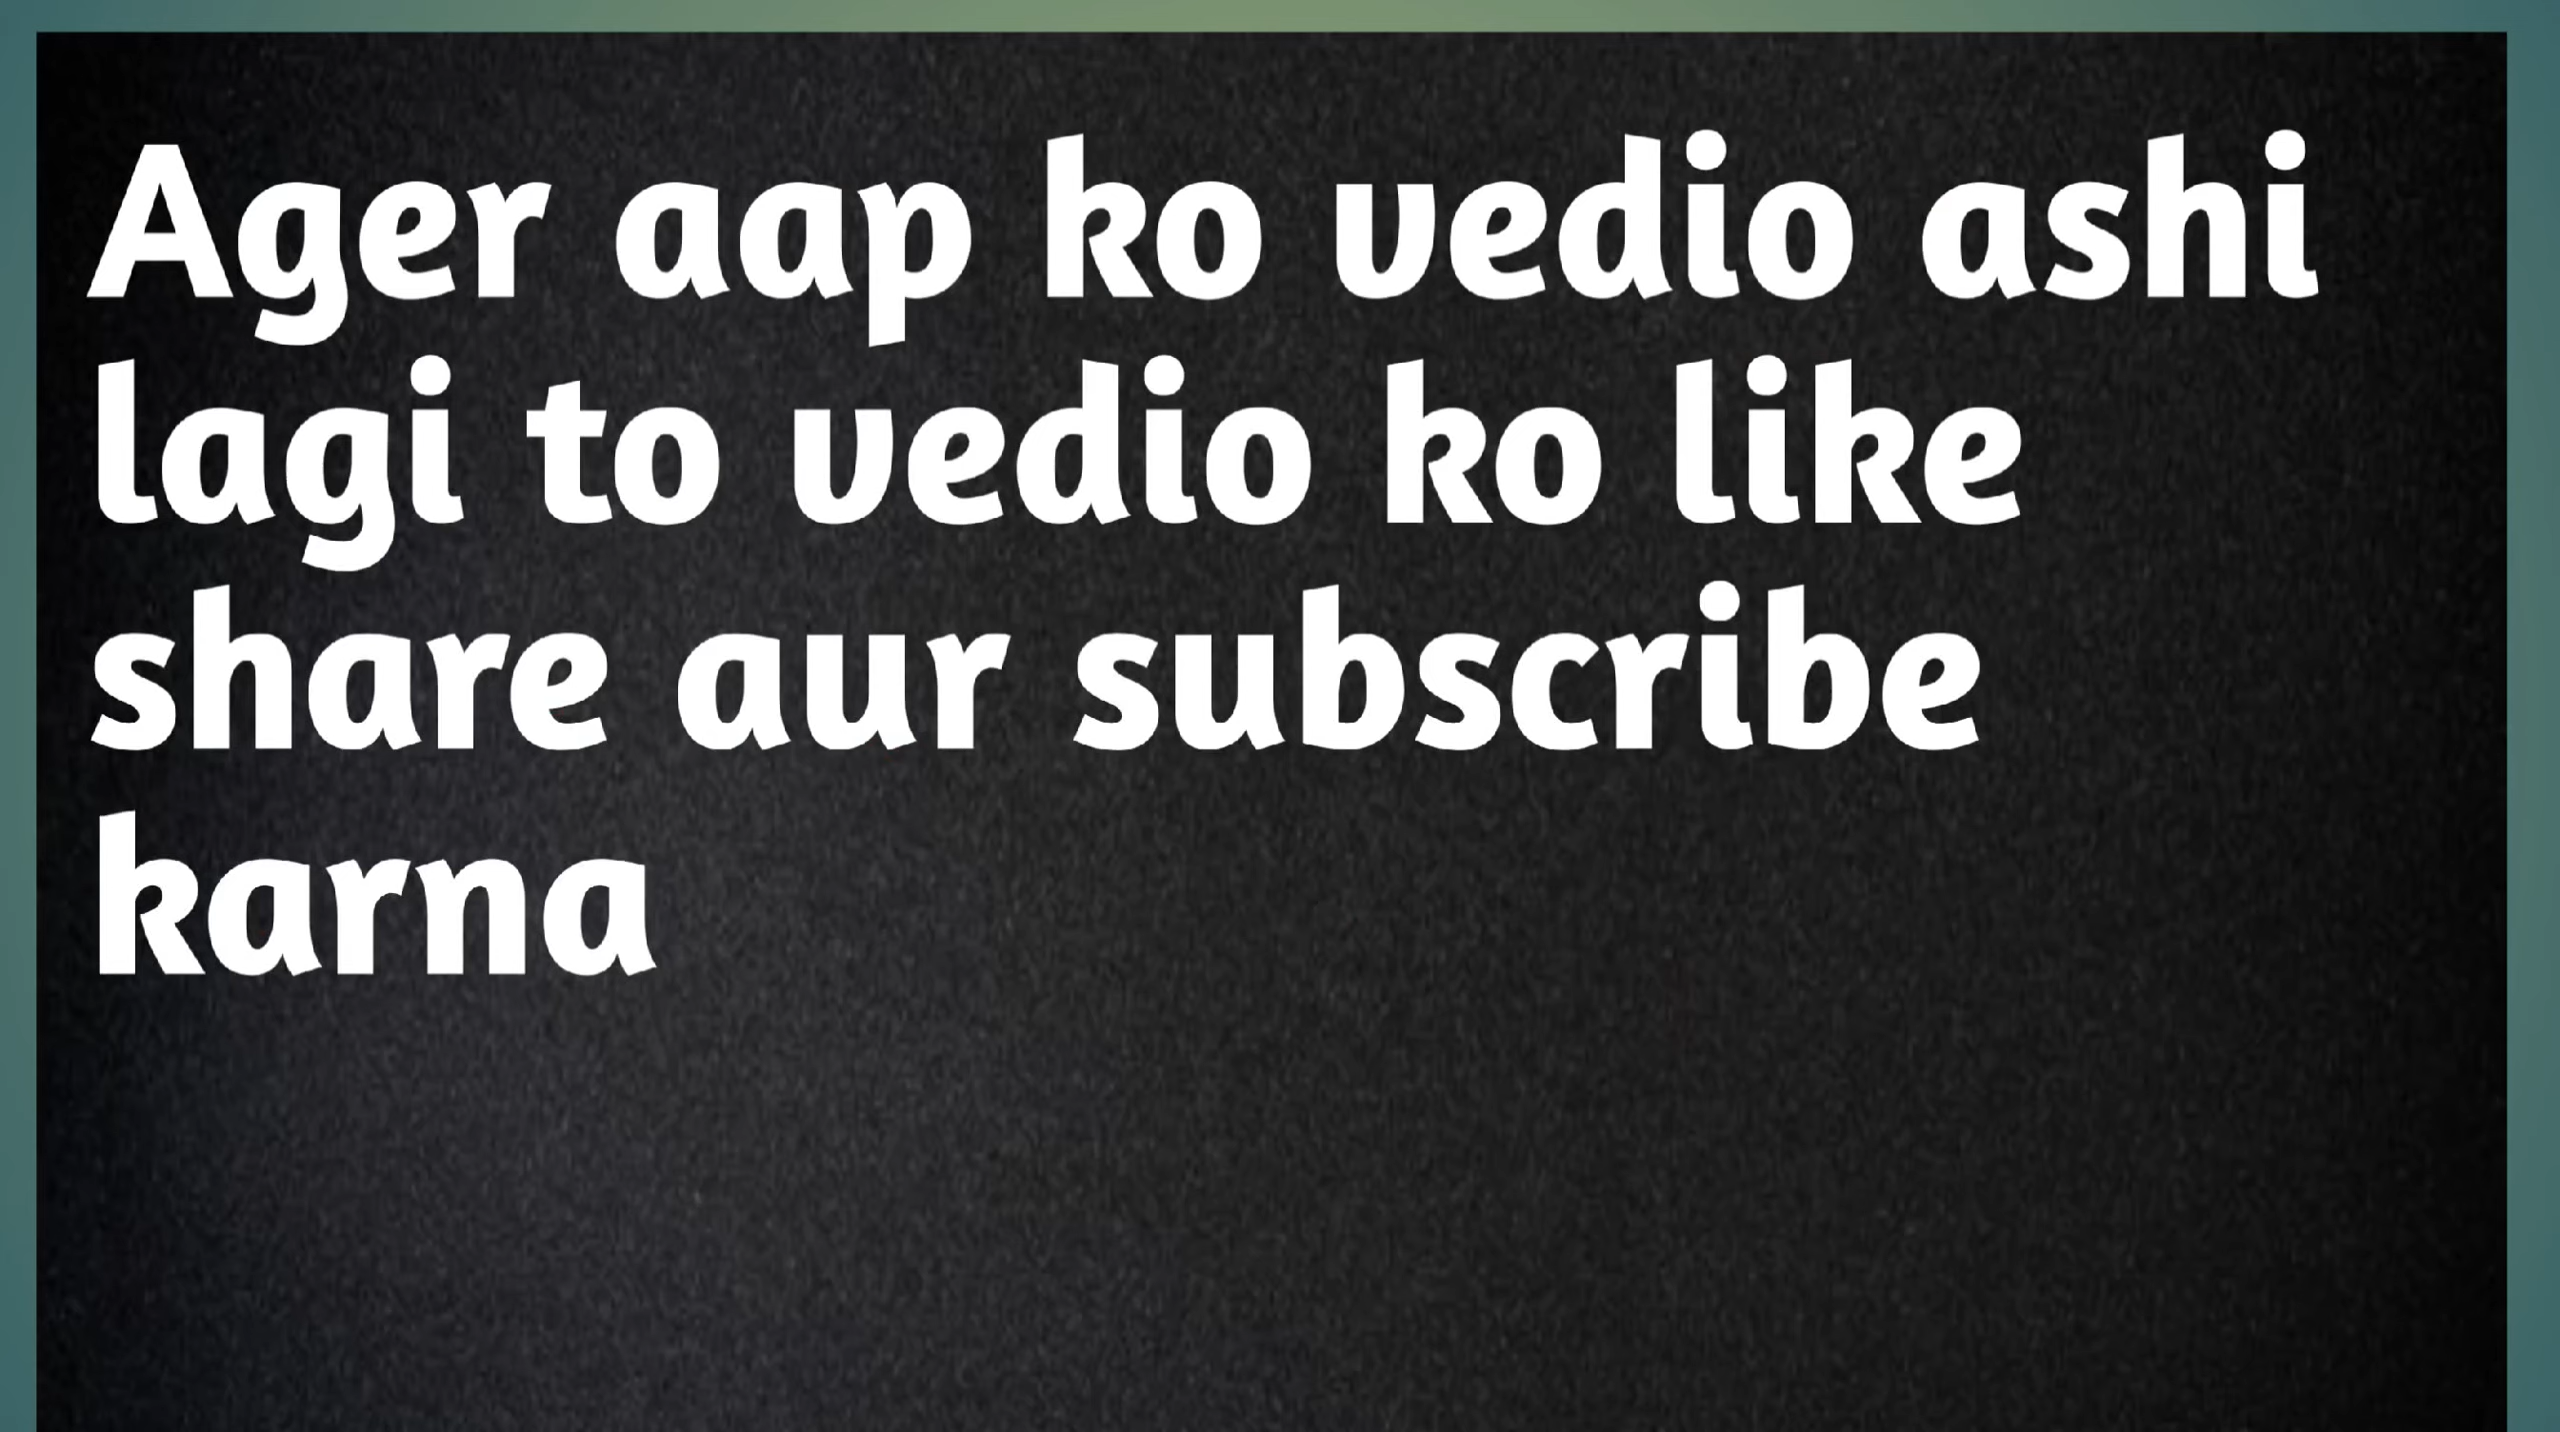 Ager aap ko vedio ashi
lagi to vedio ko like
share aur subscribe
karna